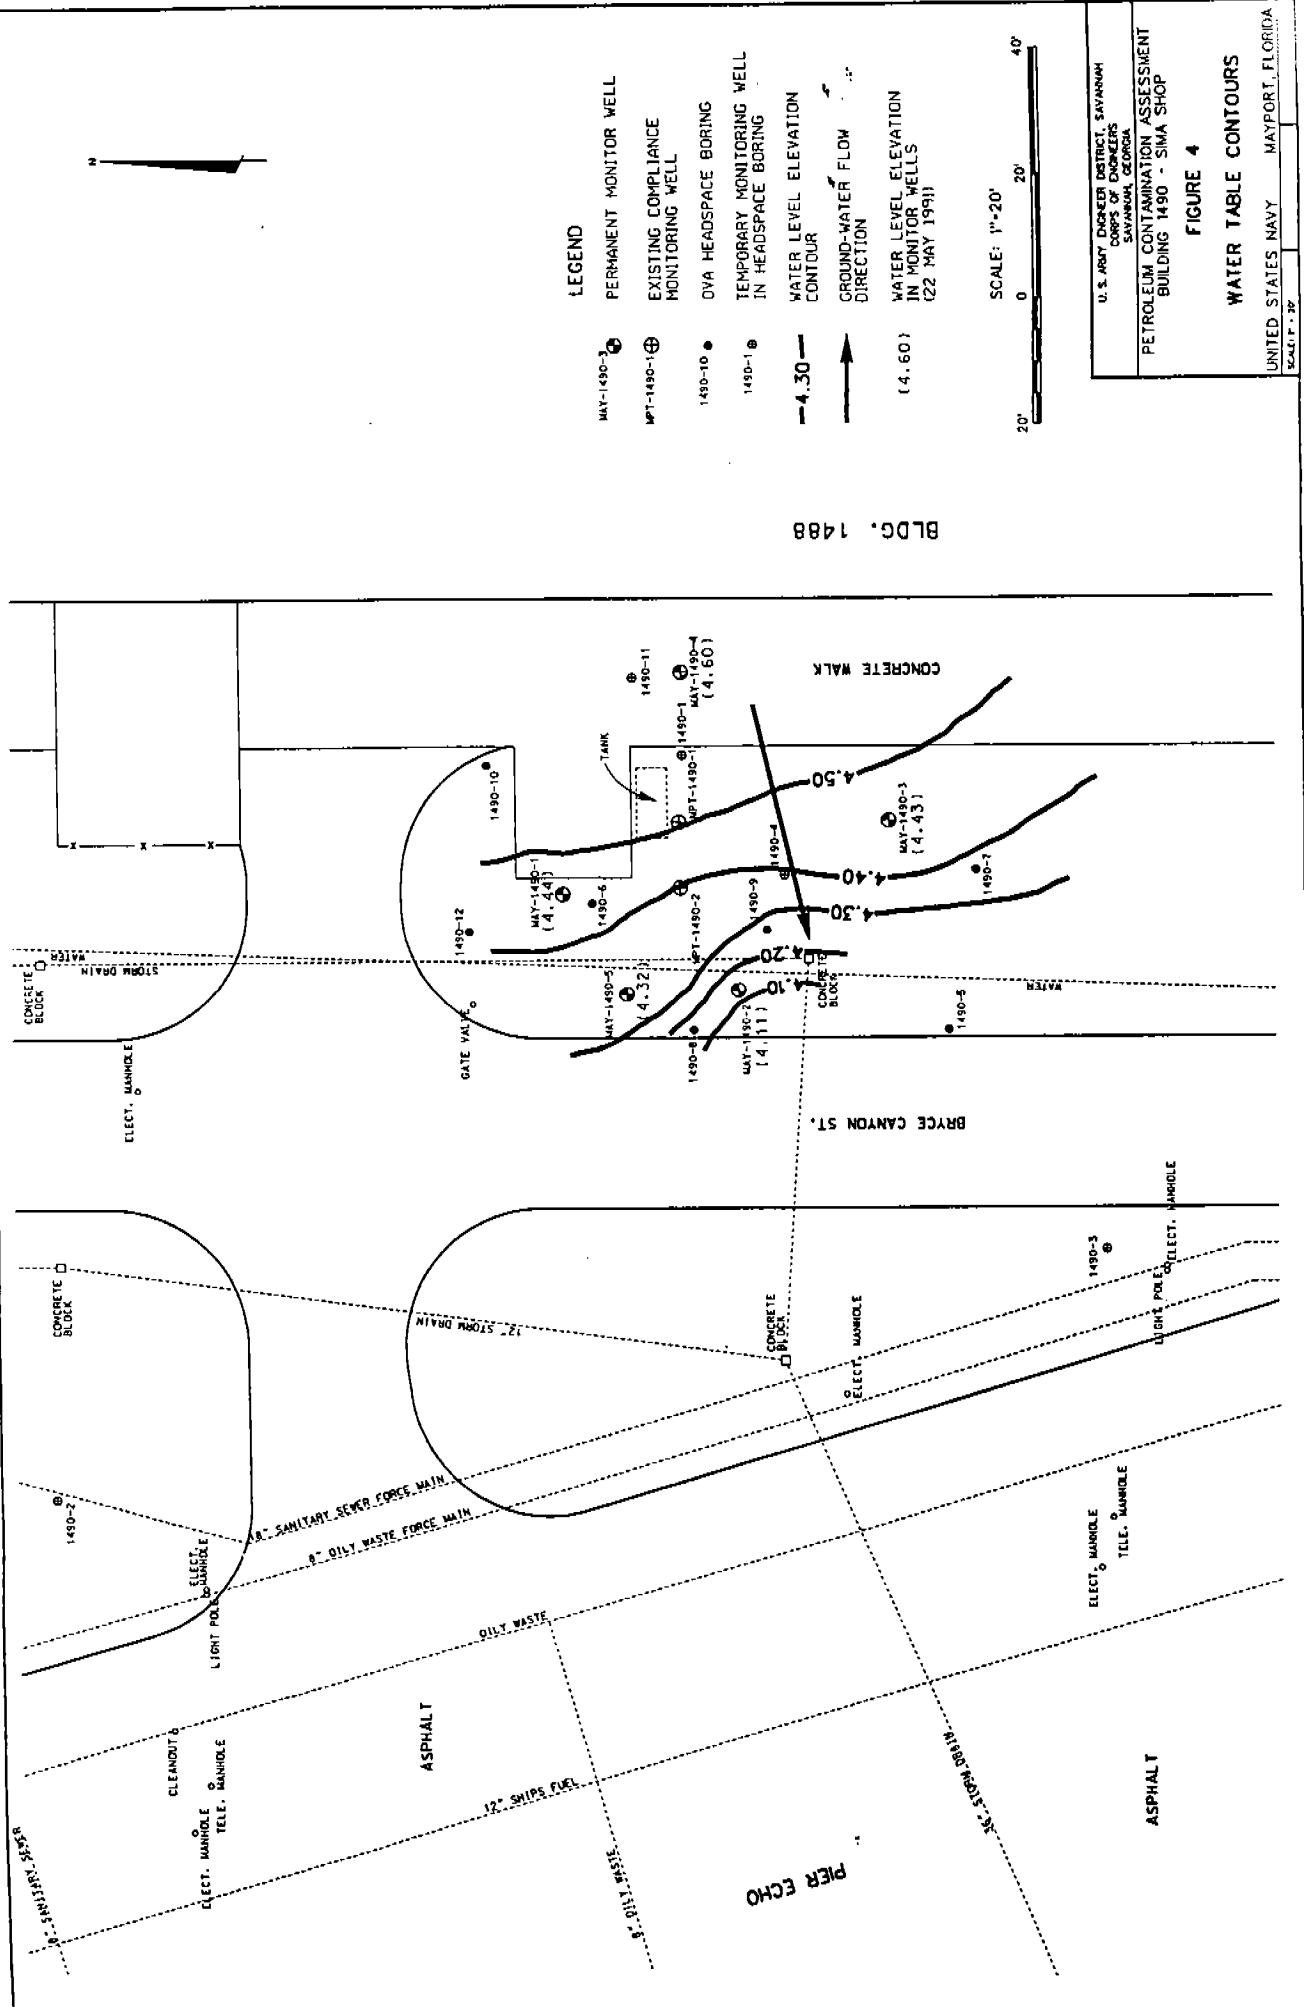 N
LEGEND
MAY-1490-3
PERMANENT MONITOR WELL
MPT-1490-1
EXISTING COMPLIANCE
MONITORING WELL
1490-10
OVA HEADSPACE BORING
1490-1
TEMPORARY MONITORING WELL
IN HEADSPACE BORING
4.30
WATER LEVEL ELEVATION
CONTOUR
GROUND-WATER FLOW
DIRECTION
(4.60)
WATER LEVEL ELEVATION
IN MONITOR WELLS
(22 MAY 1991)
SCALE: 1"=20'
20' 0 20' 40'
U. S. ARMY ENGINEER DISTRICT, SAVANNAH
CORPS OF ENGINEERS
SAVANNAH, GEORGIA
PETROLEUM CONTAMINATION ASSESSMENT
BUILDING 1490 - SIMA SHOP
FIGURE 4
WATER TABLE CONTOURS
UNITED STATES NAVY MAYPORT, FLORIDA
SCALE: 1" = 20'
BLDG. 1488
CONCRETE WALK
1490-11
MAY-1490-4
(4.60)
1490-1
MPT-1490-1
TANK
1490-10
4.50
MAY-1490-3
(4.43)
1490-4
MAY-1490-1
(4.44)
1490-6
4.40
1490-7
MPT-1490-2
1490-9
4.30
1490-12
4.20
4.10
MAY-1490-5
(4.32)
MAY-1490-2
(4.11)
1490-8
CONCRETE
BLOCK
1490-5
WATER
WATER
STORM DRAIN
CONCRETE
BLOCK
GATE VALVE
ELECT. MANHOLE
BRYCE CANYON ST.
CONCRETE
BLOCK
12" STORM DRAIN
CONCRETE
BLOCK
ELECT. MANHOLE
1490-3
LIGHT POLE
ELECT. MANHOLE
1490-2
18" SANITARY SEWER FORCE MAIN
8" OILY WASTE FORCE MAIN
ELECT.
MANHOLE
LIGHT POLE
OILY WASTE
ELECT. MANHOLE
TELE. MANHOLE
CLEANOUT
ELECT. MANHOLE
TELE. MANHOLE
ASPHALT
12" SHIPS FUEL
8" SANITARY SEWER
8" OILY WASTE
36" STORM DRAIN
PIER ECHO
ASPHALT